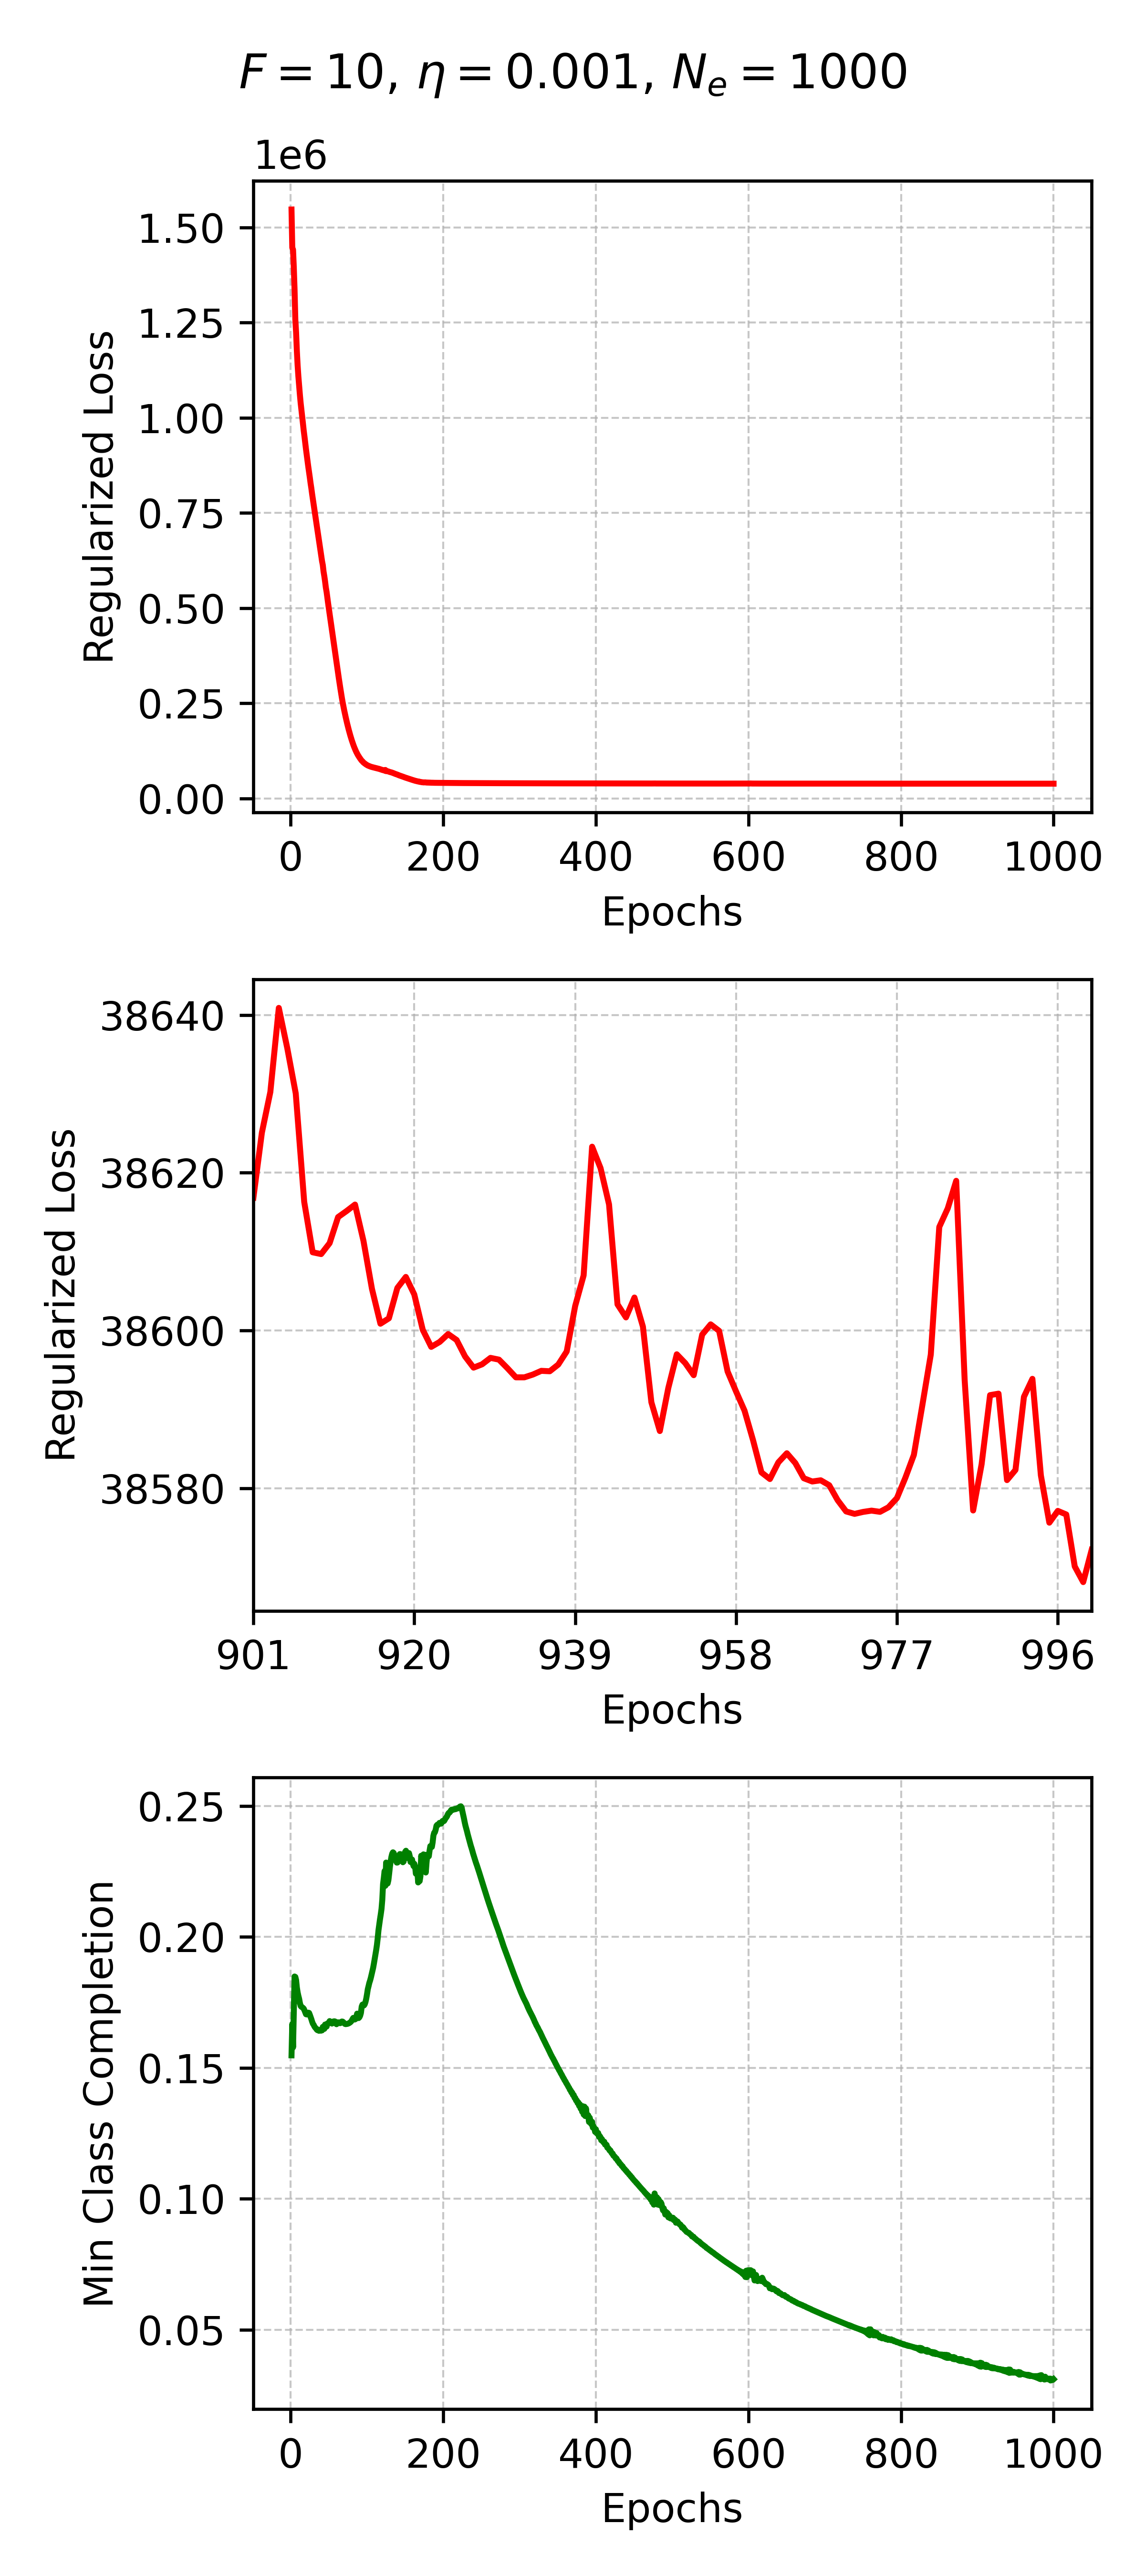 F = 10, η = 0.001, Nₑ = 1000
1e6
1.50
1.25
1.00
0.75
0.50
0.25
0.00
Regularized Loss
0 200 400 600 800 1000
Epochs
38640
38620
38600
38580
Regularized Loss
901 920 939 958 977 996
Epochs
0.25
0.20
0.15
0.10
0.05
Min Class Completion
0 200 400 600 800 1000
Epochs